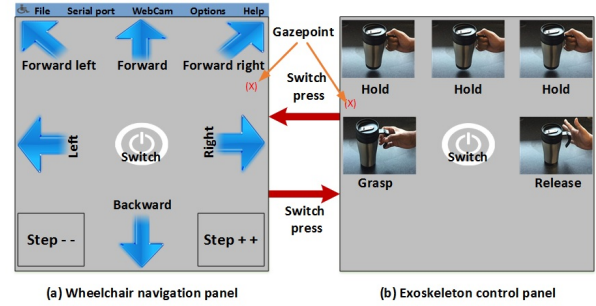 File Serial port WebCam Options Help
Gazepoint
Forward left Forward Forward right
(X)
Switch
press
(X)
Hold Hold Hold
Left
Switch
Right
Switch
Grasp
Release
Backward
Step - -
Step + +
Switch
press
(a) Wheelchair navigation panel
(b) Exoskeleton control panel